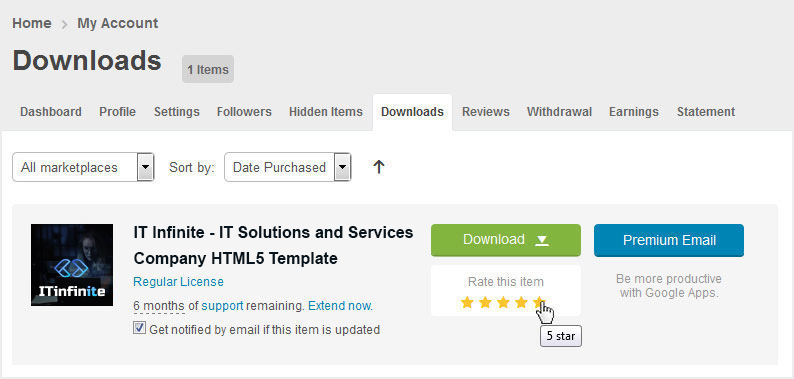 Home > My Account
Downloads 1 Items
Dashboard Profile Settings Followers Hidden Items Downloads Reviews Withdrawal Earnings Statement
All marketplaces Sort by: Date Purchased
IT Infinite - IT Solutions and Services
Company HTML5 Template
Regular License
6 months of support remaining. Extend now.
Get notified by email if this item is updated
ITinfinite
Download
Rate this item
5 star
Premium Email
Be more productive
with Google Apps.